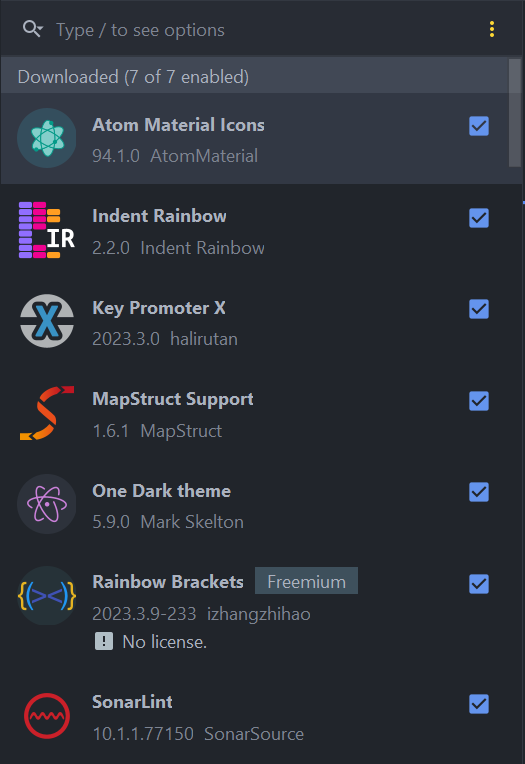 Type / to see options
Downloaded (7 of 7 enabled)
Atom Material Icons
94.1.0 AtomMaterial
IR
Indent Rainbow
2.2.0 Indent Rainbow
X
Key Promoter X
2023.3.0 halirutan
MapStruct Support
1.6.1 MapStruct
One Dark theme
5.9.0 Mark Skelton
{(><)}
Rainbow Brackets Freemium
2023.3.9-233 izhangzhihao
! No license.
SonarLint
10.1.1.77150 SonarSource